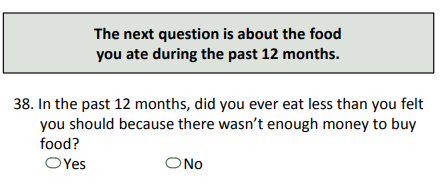 The next question is about the food
you ate during the past 12 months.
38. In the past 12 months, did you ever eat less than you felt
you should because there wasn't enough money to buy
food?
Yes No